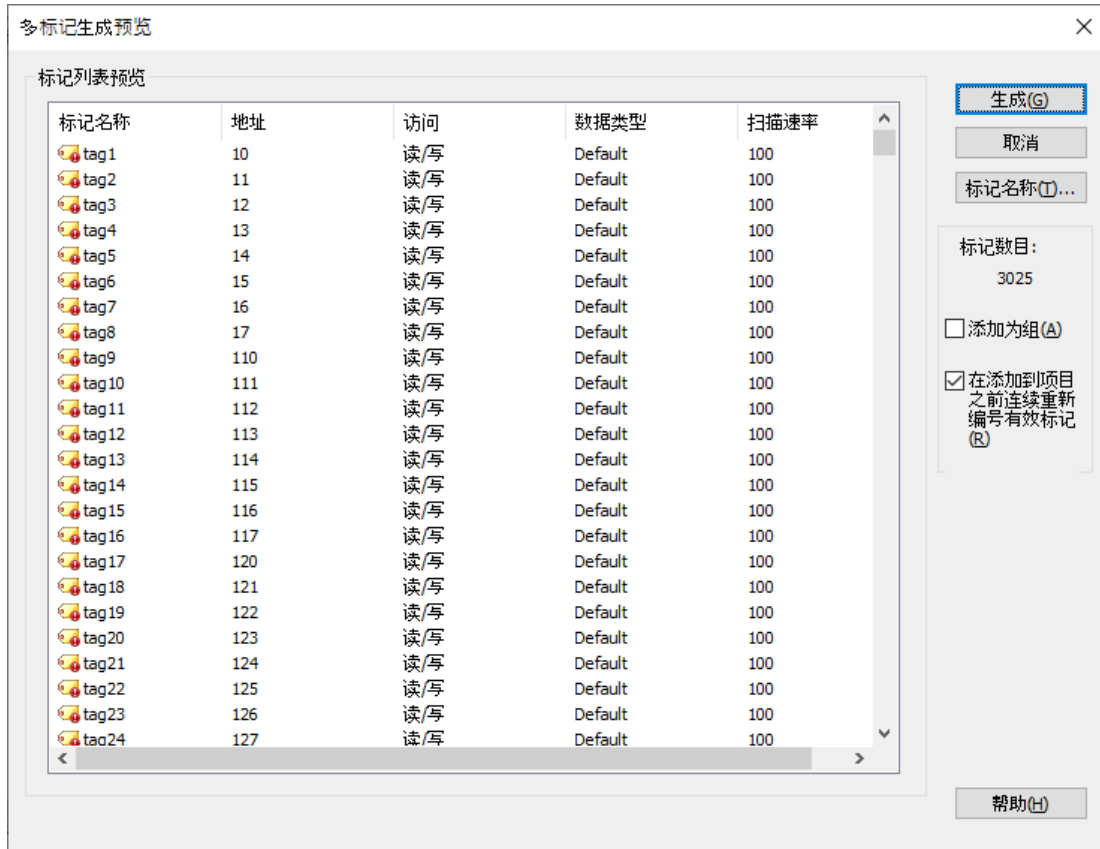 多标记生成预览
标记列表预览
标记名称 地址 访问 数据类型 扫描速率
tag1 10 读/写 Default 100
tag2 11 读/写 Default 100
tag3 12 读/写 Default 100
tag4 13 读/写 Default 100
tag5 14 读/写 Default 100
tag6 15 读/写 Default 100
tag7 16 读/写 Default 100
tag8 17 读/写 Default 100
tag9 110 读/写 Default 100
tag10 111 读/写 Default 100
tag11 112 读/写 Default 100
tag12 113 读/写 Default 100
tag13 114 读/写 Default 100
tag14 115 读/写 Default 100
tag15 116 读/写 Default 100
tag16 117 读/写 Default 100
tag17 120 读/写 Default 100
tag18 121 读/写 Default 100
tag19 122 读/写 Default 100
tag20 123 读/写 Default 100
tag21 124 读/写 Default 100
tag22 125 读/写 Default 100
tag23 126 读/写 Default 100
tag24 127 读/写 Default 100
生成(G)
取消
标记名称(T)...
标记数目:
3025
添加为组(A)
在添加到项目
之前连续重新
编号有效标记
(R)
帮助(H)